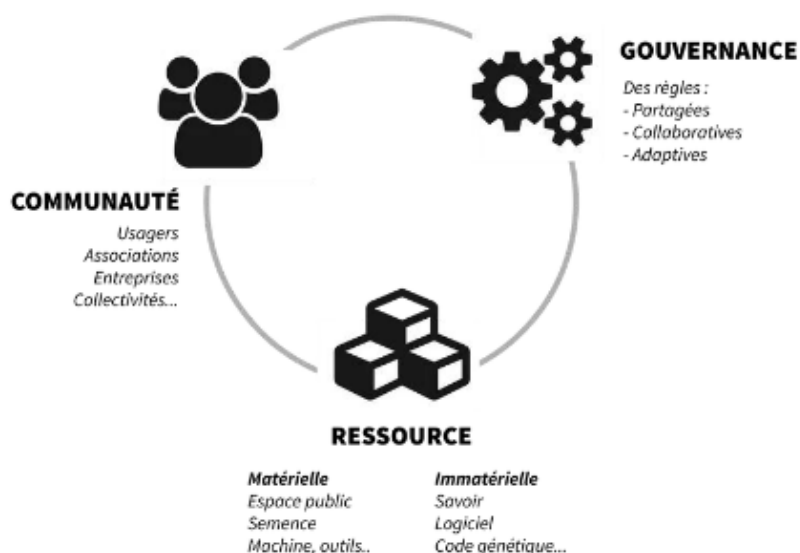 GOUVERNANCE
Des règles :
- Partagées
- Collaboratives
- Adaptives
COMMUNAUTÉ
Usagers
Associations
Entreprises
Collectivités...
RESSOURCE
Matérielle
Espace public
Semence
Machine, outils..
Immatérielle
Savoir
Logiciel
Code génétique...